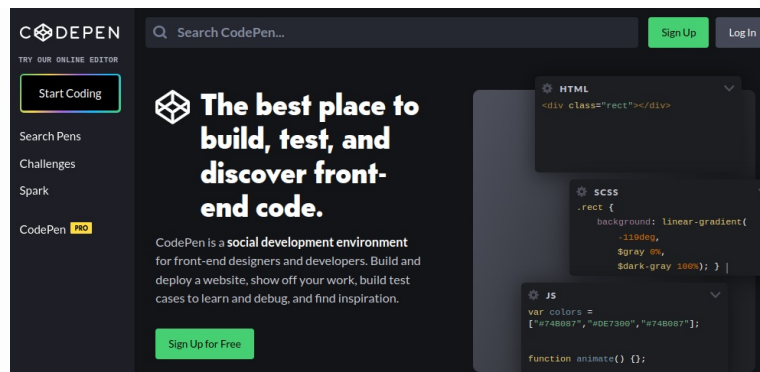 CODEPEN
TRY OUR ONLINE EDITOR
Start Coding
Search Pens
Challenges
Spark
CodePen PRO
Search CodePen...
Sign Up
Log In
The best place to
build, test, and
discover front-
end code.
CodePen is a social development environment
for front-end designers and developers. Build and
deploy a website, show off your work, build test
cases to learn and debug, and find inspiration.
Sign Up for Free
HTML
<div class="rect"></div>
SCSS
.rect {
background: linear-gradient(
-119deg,
$gray 0%,
$dark-gray 100%); }
JS
var colors =
["#74B087","#DE7300","#74B087"];
function animate() {};